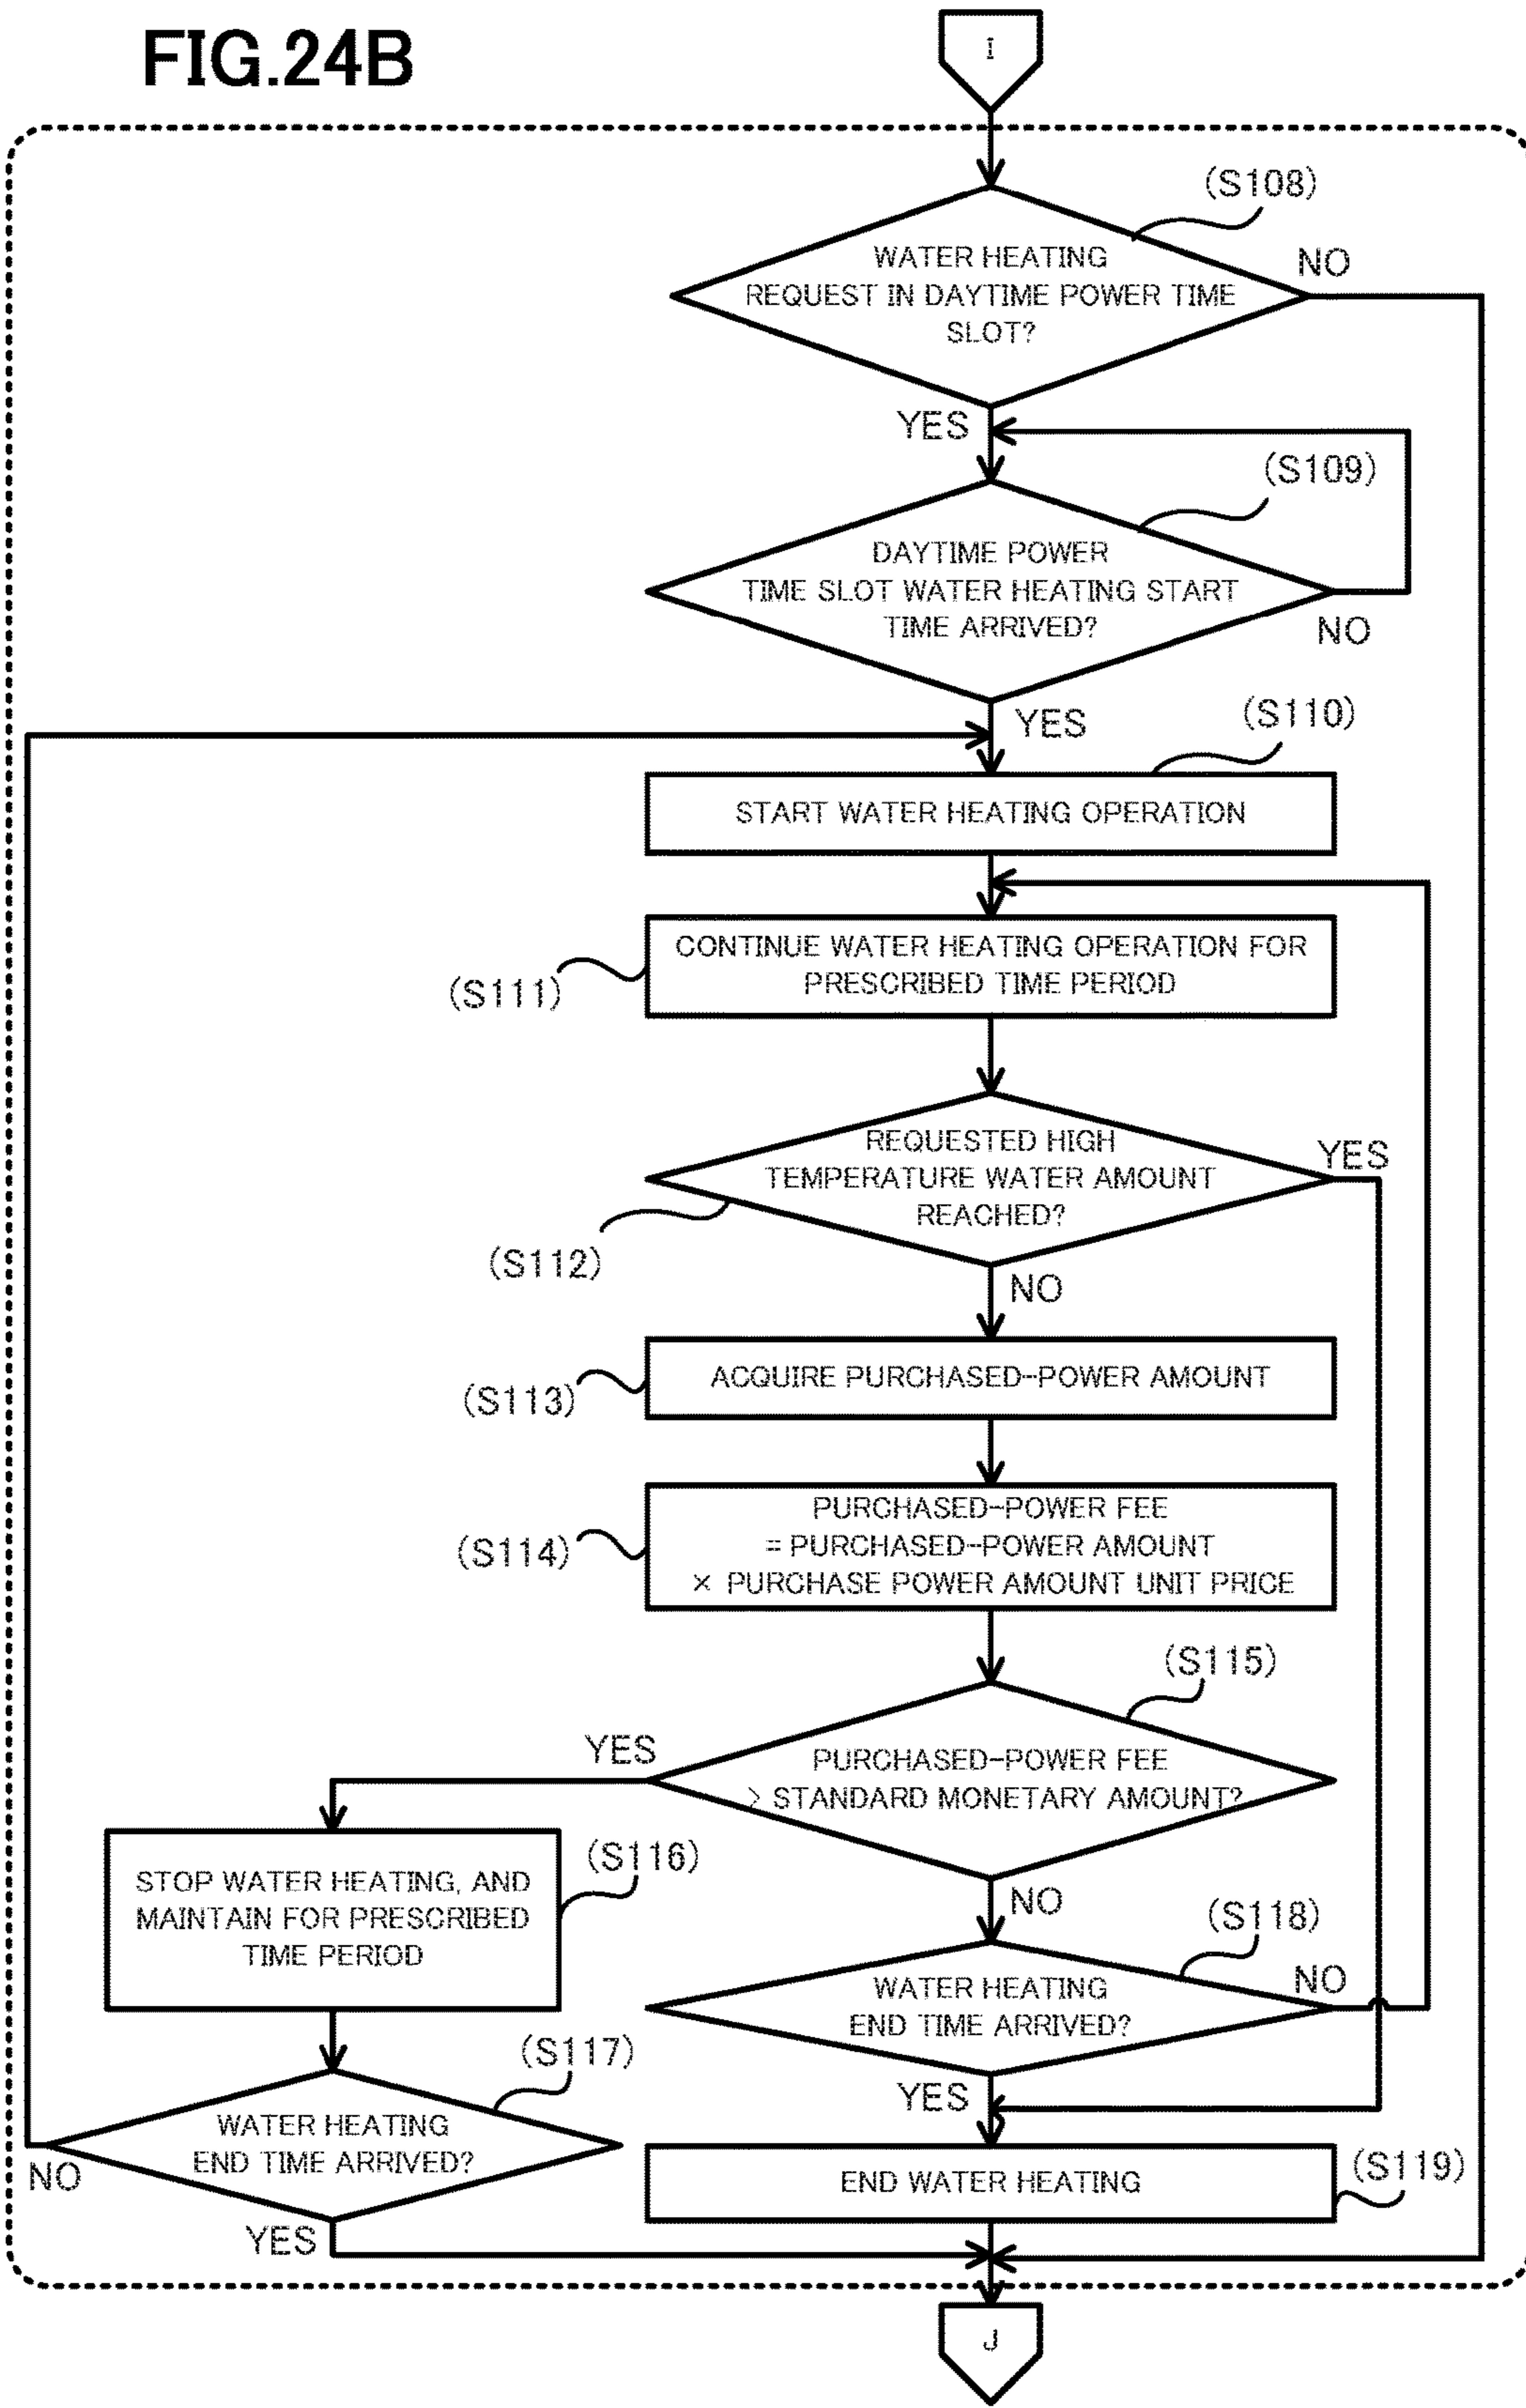 FIG.24B
I
(S108)
WATER HEATING
REQUEST IN DAYTIME POWER TIME
SLOT?
NO
YES
(S109)
DAYTIME POWER
TIME SLOT WATER HEATING START
TIME ARRIVED?
NO
YES
(S110)
START WATER HEATING OPERATION
CONTINUE WATER HEATING OPERATION FOR
PRESCRIBED TIME PERIOD
(S111)
REQUESTED HIGH
TEMPERATURE WATER AMOUNT
REACHED?
YES
(S112)
NO
ACQUIRE PURCHASED-POWER AMOUNT
(S113)
PURCHASED-POWER FEE
= PURCHASED-POWER AMOUNT
× PURCHASE POWER AMOUNT UNIT PRICE
(S114)
(S115)
YES
PURCHASED-POWER FEE
> STANDARD MONETARY AMOUNT?
(S116)
STOP WATER HEATING, AND
MAINTAIN FOR PRESCRIBED
TIME PERIOD
NO
(S118)
WATER HEATING
END TIME ARRIVED?
NO
(S117)
YES
WATER HEATING
END TIME ARRIVED?
NO
END WATER HEATING
(S119)
YES
J